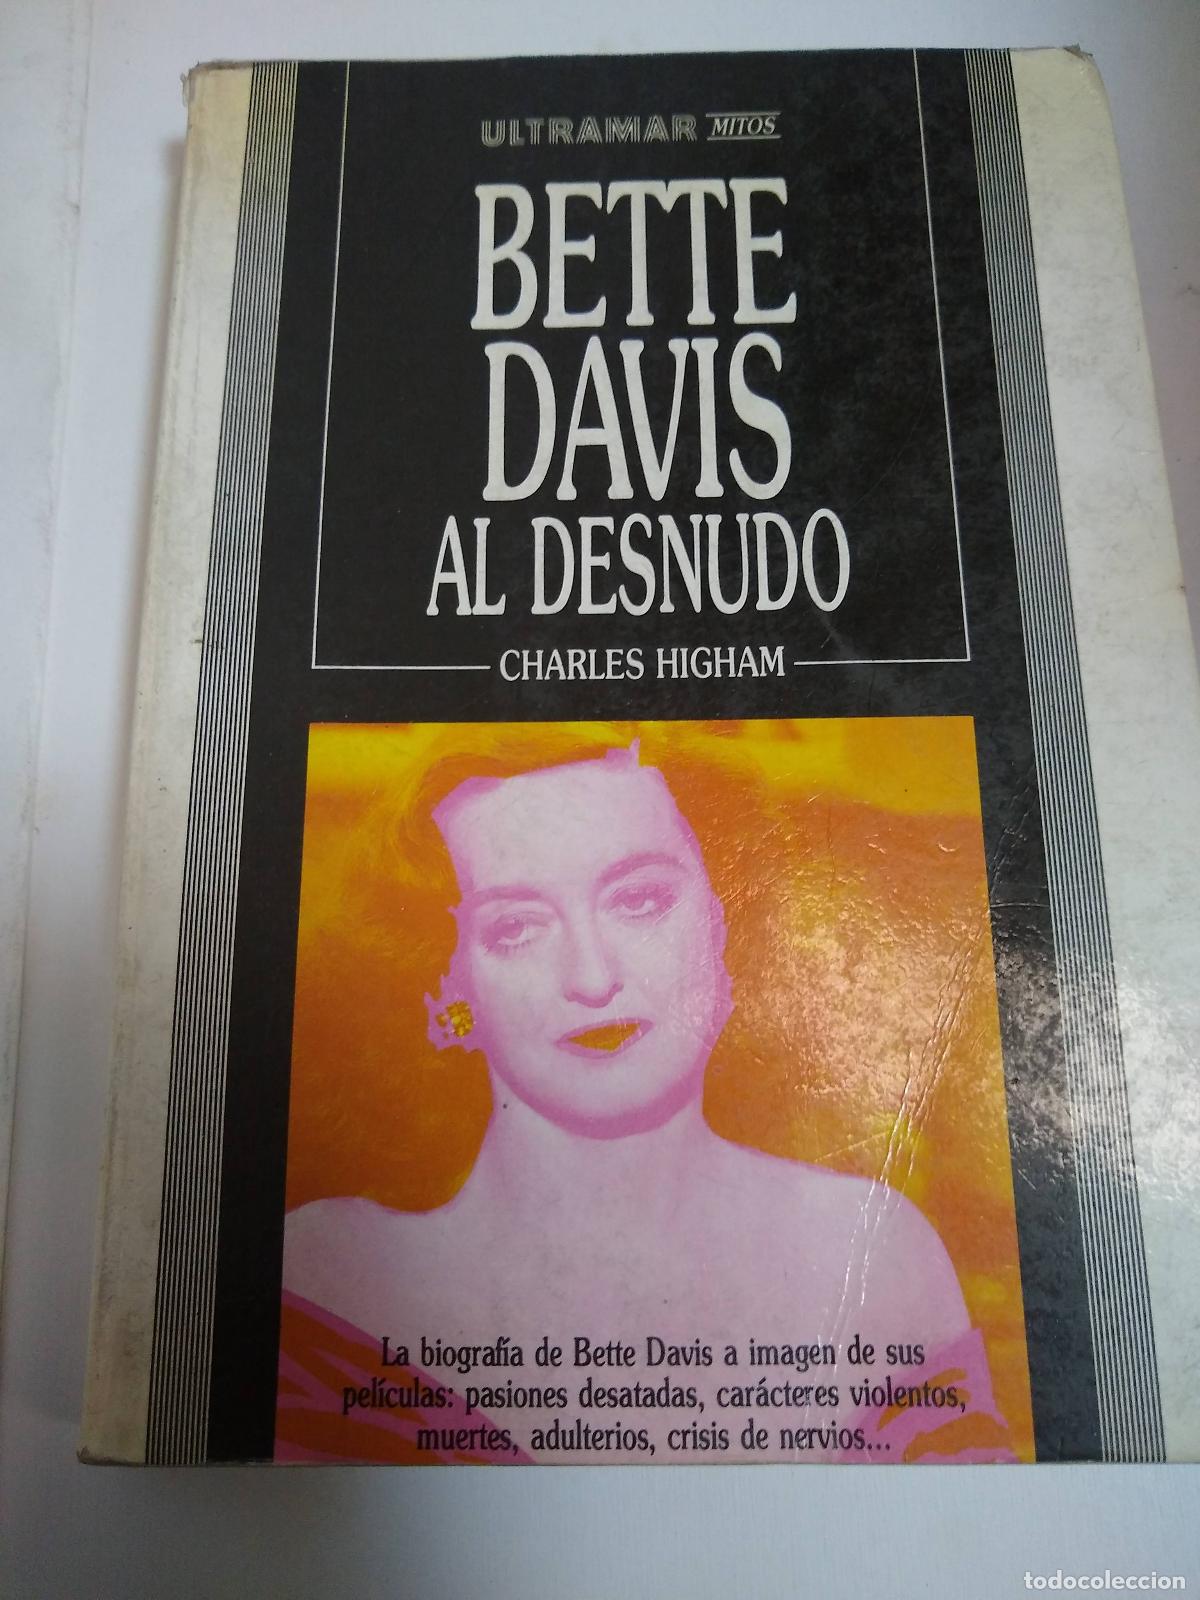 ULTRAMAR MITOS
BETTE
DAVIS
AL DESNUDO
CHARLES HIGHAM
La biografía de Bette Davis a imagen de sus
películas: pasiones desatadas, carácteres violentos,
muertes, adulterios, crisis de nervios...
todocoleccion